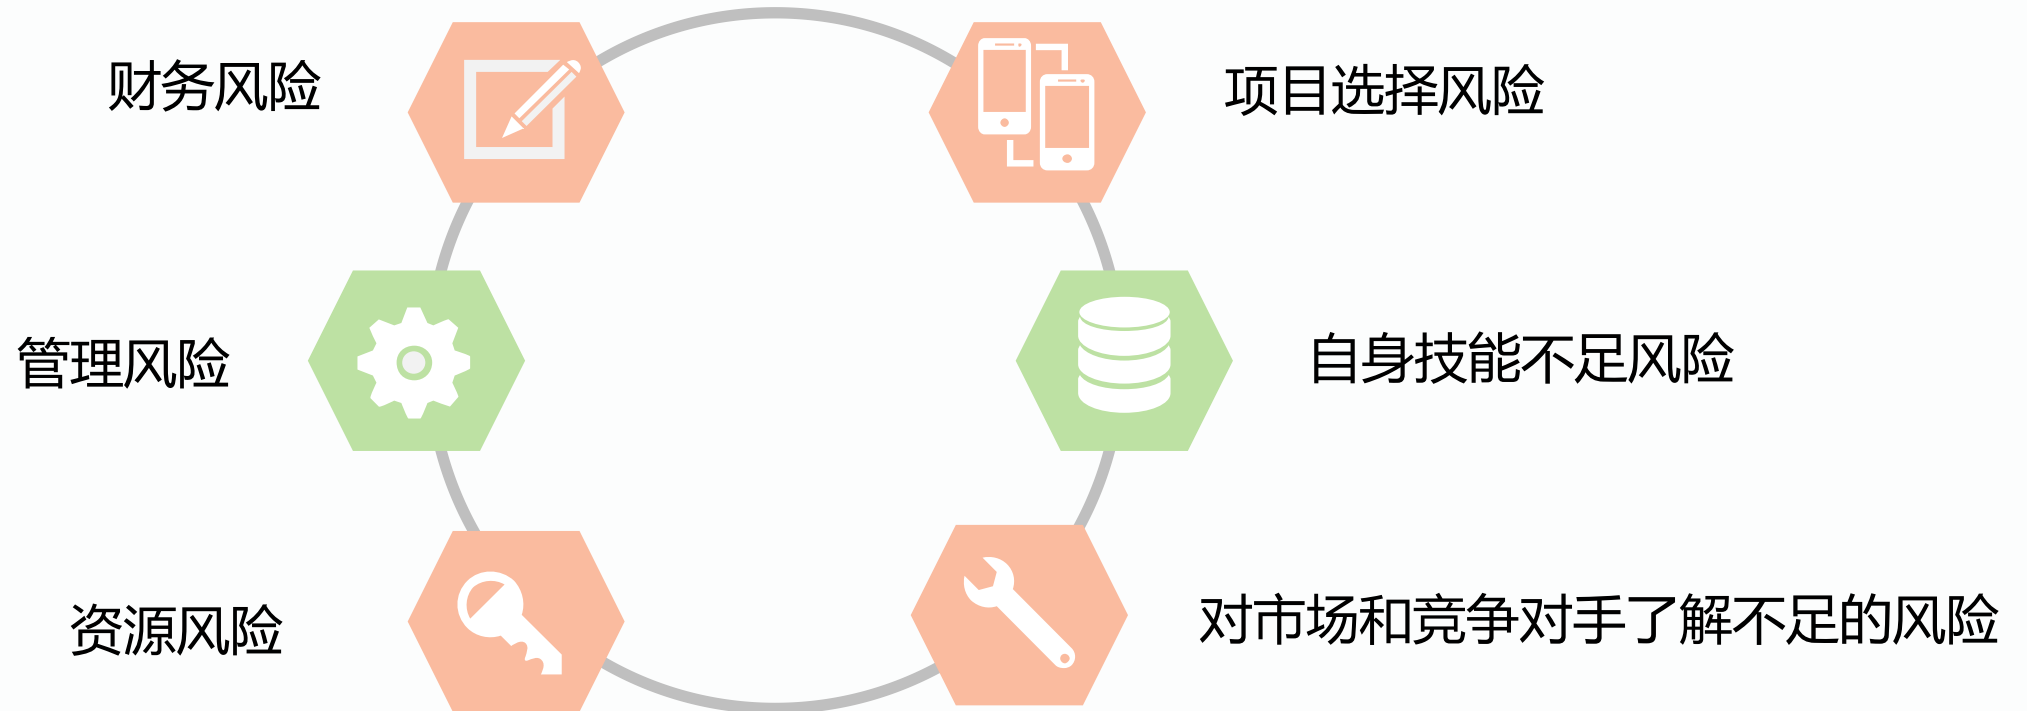 财务风险
项目选择风险
管理风险
自身技能不足风险
资源风险
对市场和竞争对手了解不足的风险